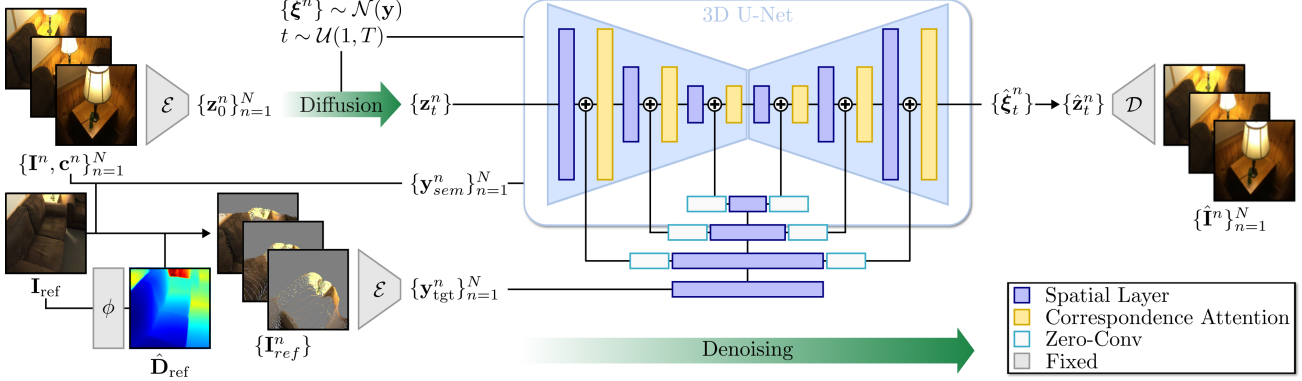 {ξⁿ} ∼ 𝒩(y)
t ∼ 𝒰(1, T)
3D U-Net
ℰ
{z₀ⁿ}ₙ₌₁ᴺ
Diffusion
{zₜⁿ}
{ξ̂ₜⁿ}
{ẑₜⁿ}
𝒟
{Iⁿ, cⁿ}ₙ₌₁ᴺ
{yⁿ_sem}ₙ₌₁ᴺ
{Îⁿ}ₙ₌₁ᴺ
I_ref
ϕ
D̂_ref
{Iⁿ_ref}
ℰ
{yⁿ_tgt}ₙ₌₁ᴺ
Denoising
Spatial Layer
Correspondence Attention
Zero-Conv
Fixed